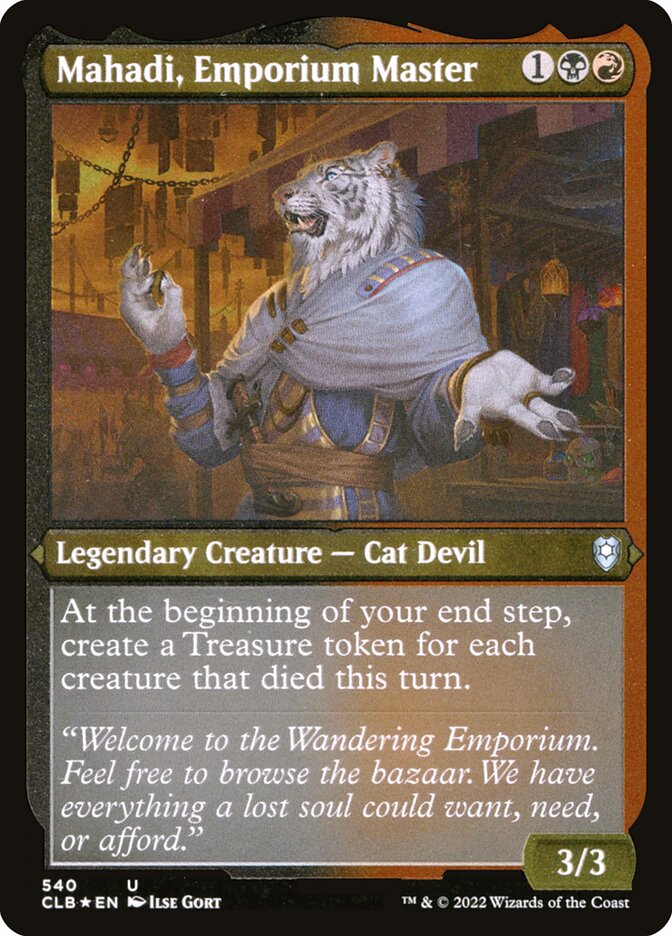 Mahadi, Emporium Master 1
Legendary Creature — Cat Devil
At the beginning of your end step,
create a Treasure token for each
creature that died this turn.
“Welcome to the Wandering Emporium.
Feel free to browse the bazaar. We have
everything a lost soul could want, need,
or afford.”
3/3
540 U
CLB★EN Ilse Gort ™ & © 2022 Wizards of the Coast